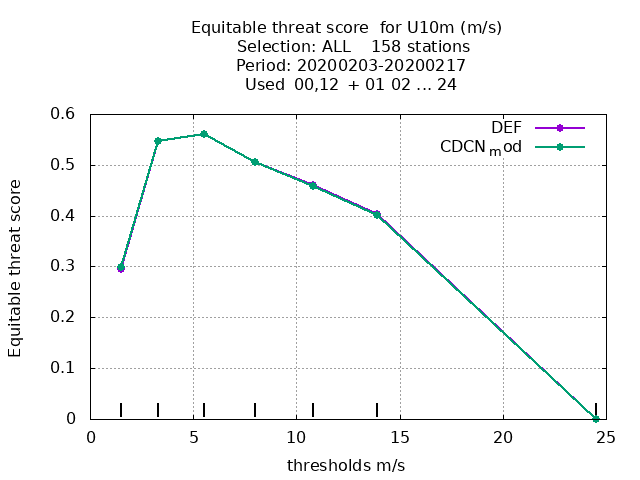 Equitable threat score for U10m (m/s)
Selection: ALL 158 stations
Period: 20200203-20200217
Used 00,12 + 01 02 ... 24
DEF
CDCNmod
0.6
0.5
0.4
0.3
0.2
0.1
0
Equitable threat score
0 5 10 15 20 25
thresholds m/s